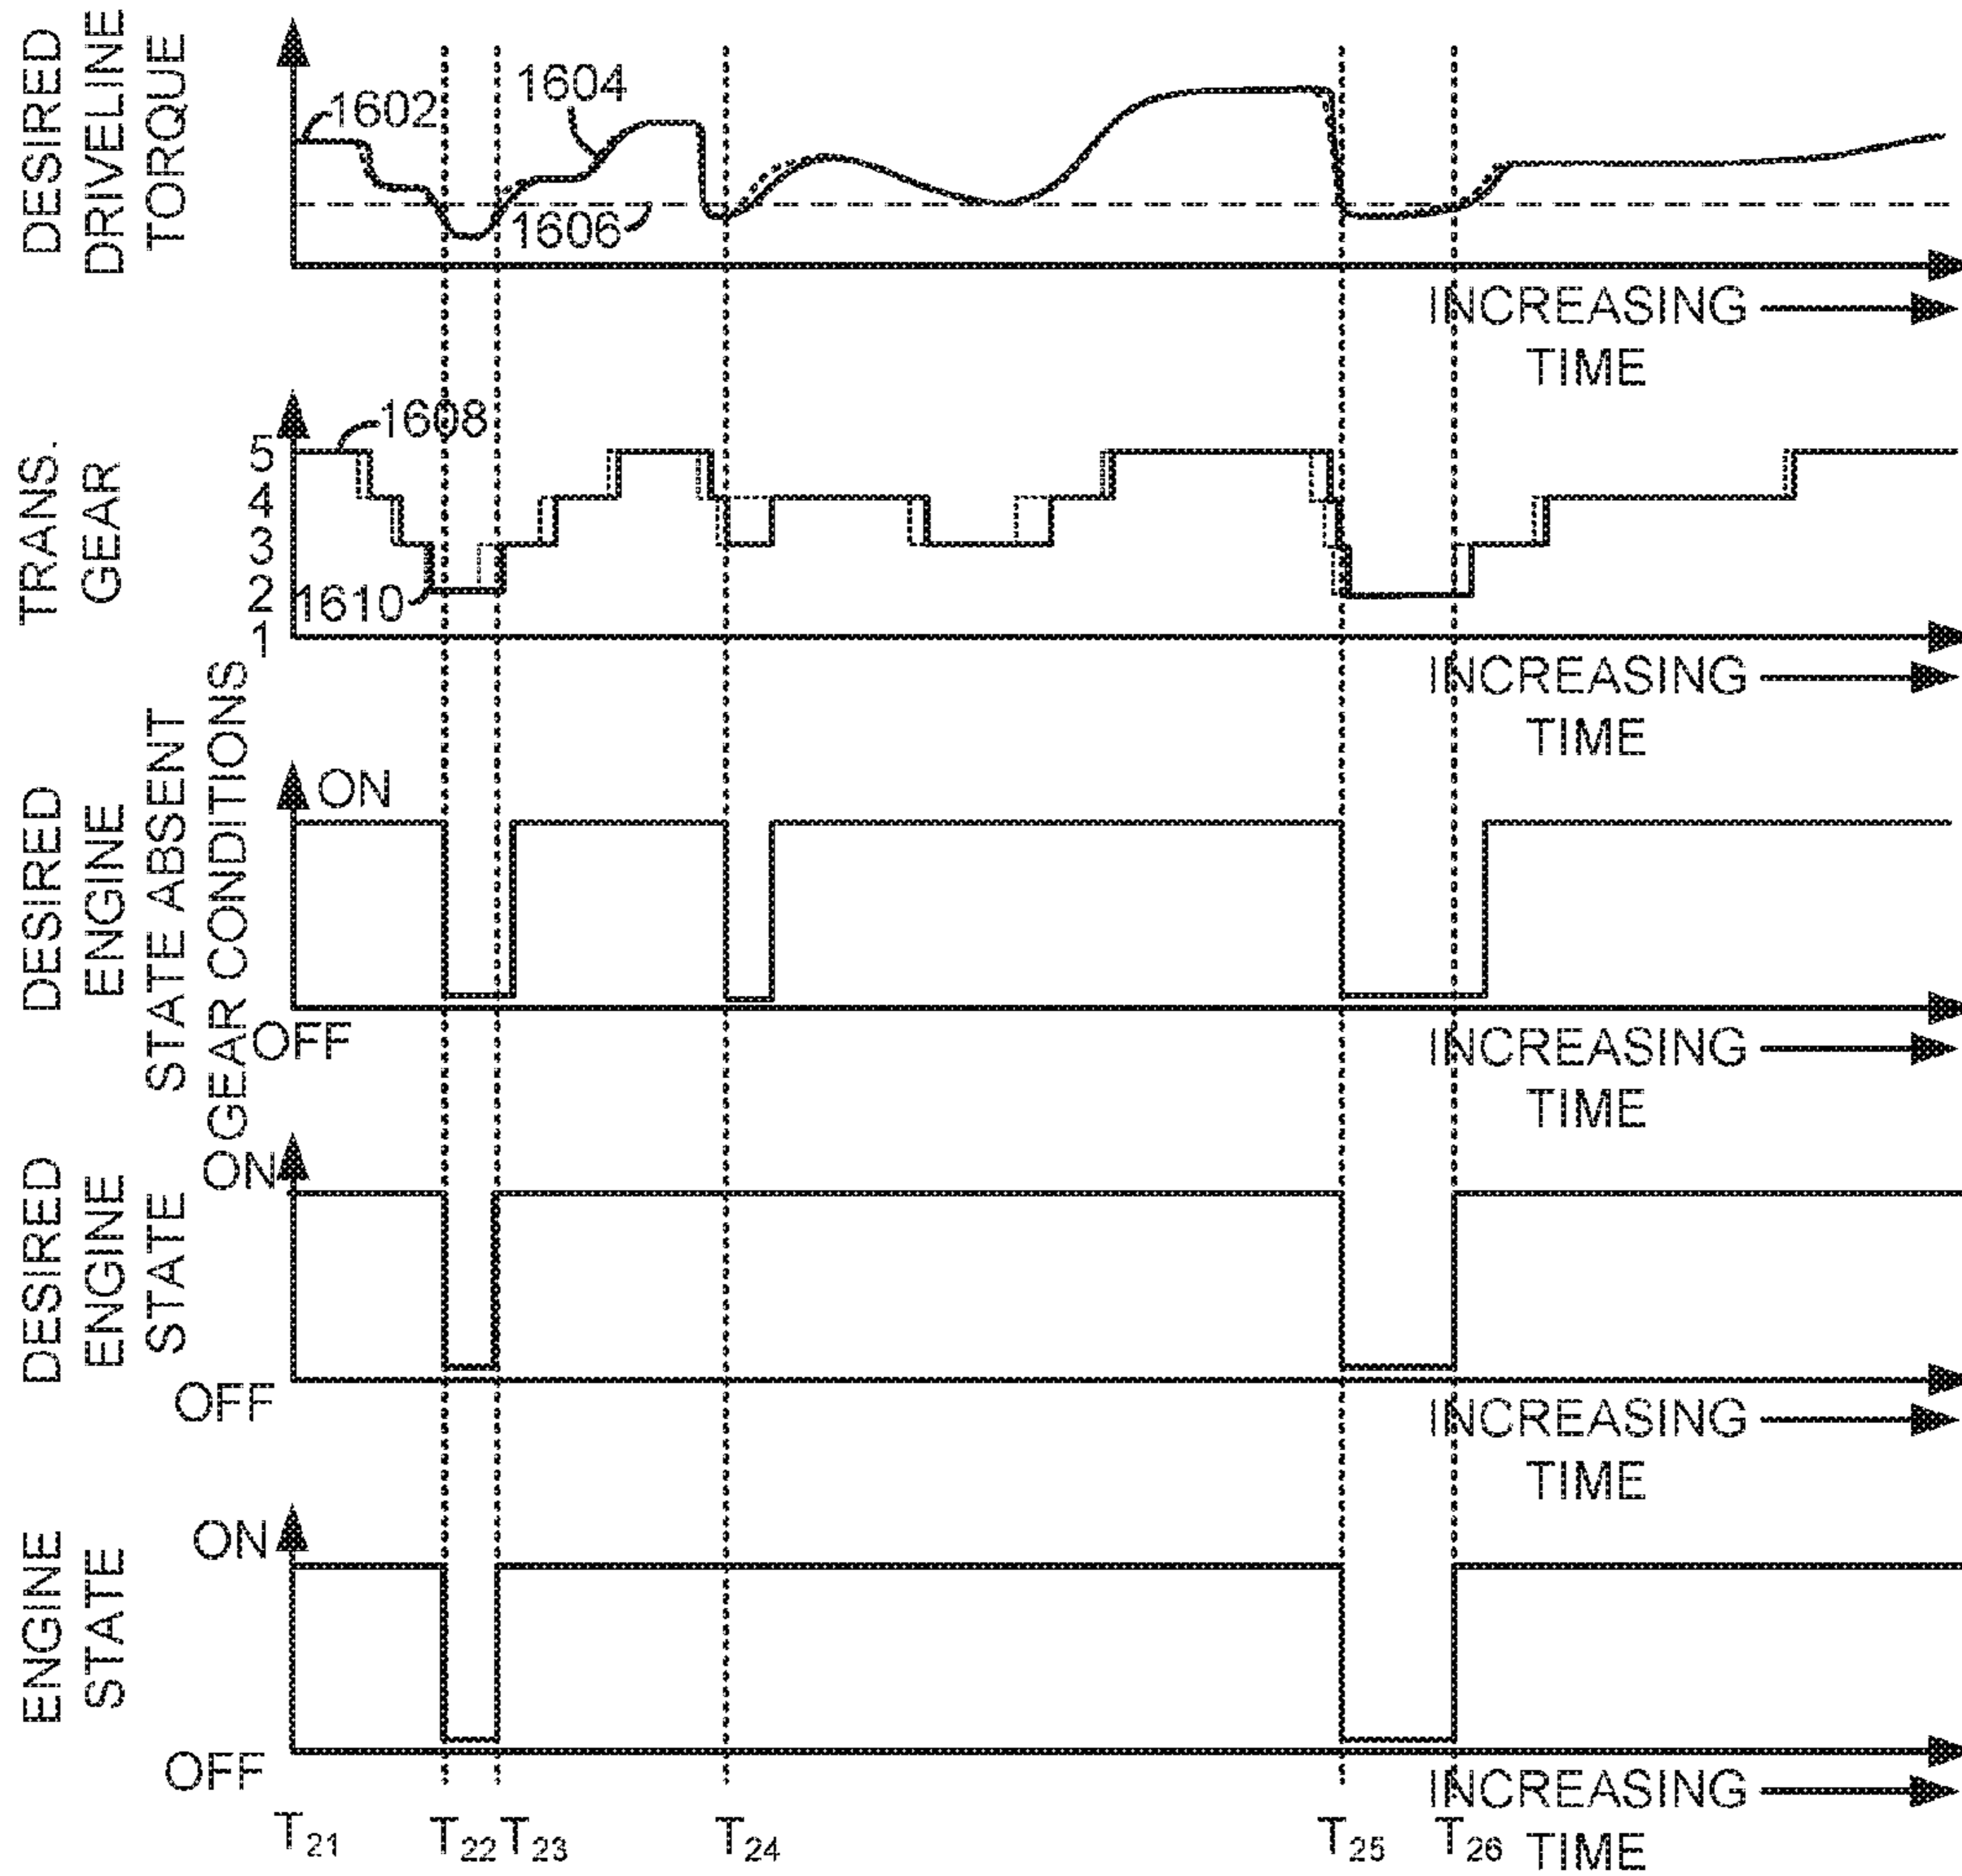 DESIRED
DRIVELINE
TORQUE
1602
1604
1606
INCREASING
TIME
TRANS.
GEAR
5
4
3
2
1
1608
1610
INCREASING
TIME
DESIRED
ENGINE
STATE ABSENT
GEAR CONDITIONS
ON
OFF
INCREASING
TIME
DESIRED
ENGINE
STATE
ON
OFF
INCREASING
TIME
ENGINE
STATE
ON
OFF
INCREASING
TIME
T21
T22
T23
T24
T25
T26